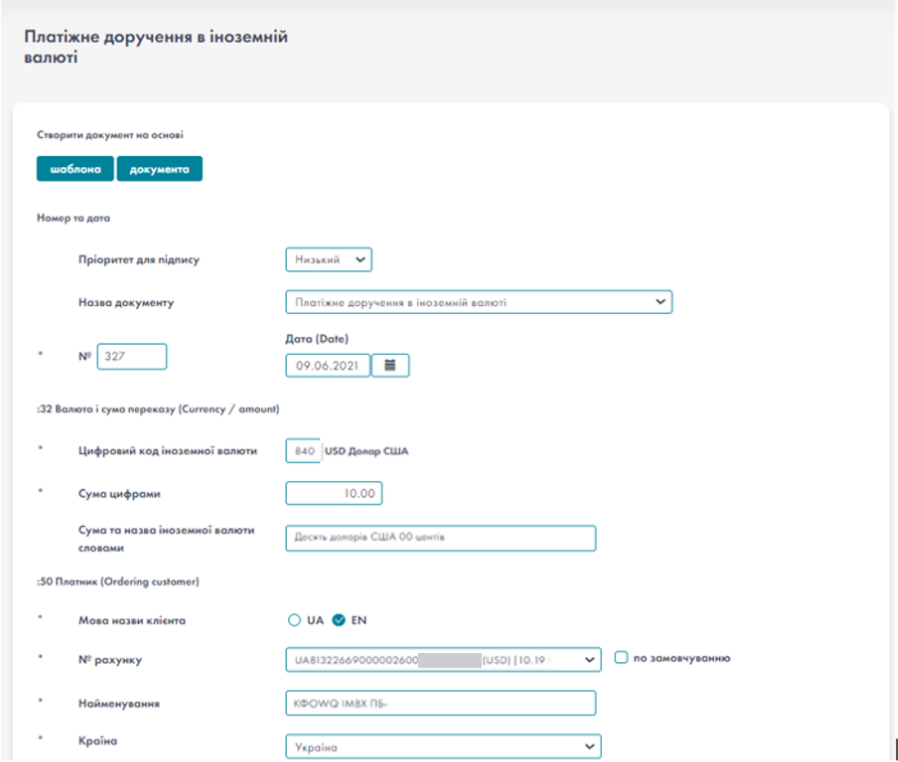 Платіжне доручення в іноземній
валюті
Створити документ на основі
шаблона документа
Номер та дата
Пріоритет для підпису Низький
Назва документу Платіжне доручення в іноземній валюті
Дата (Date)
* № 327 09.06.2021
:32 Валюта і сума переказу (Currency / amount)
* Цифровий код іноземної валюти 840 USD Долар США
* Сума цифрами 10.00
Сума та назва іноземної валюти
словами
Десять доларів США 00 центів
:50 Платник (Ordering customer)
* Мова назви клієнта UA EN
* № рахунку UA81322669000002600 (USD) [10.19 по замовчуванню
* Найменування КФОWQ ІМВХ ПБ-
* Країна Україна